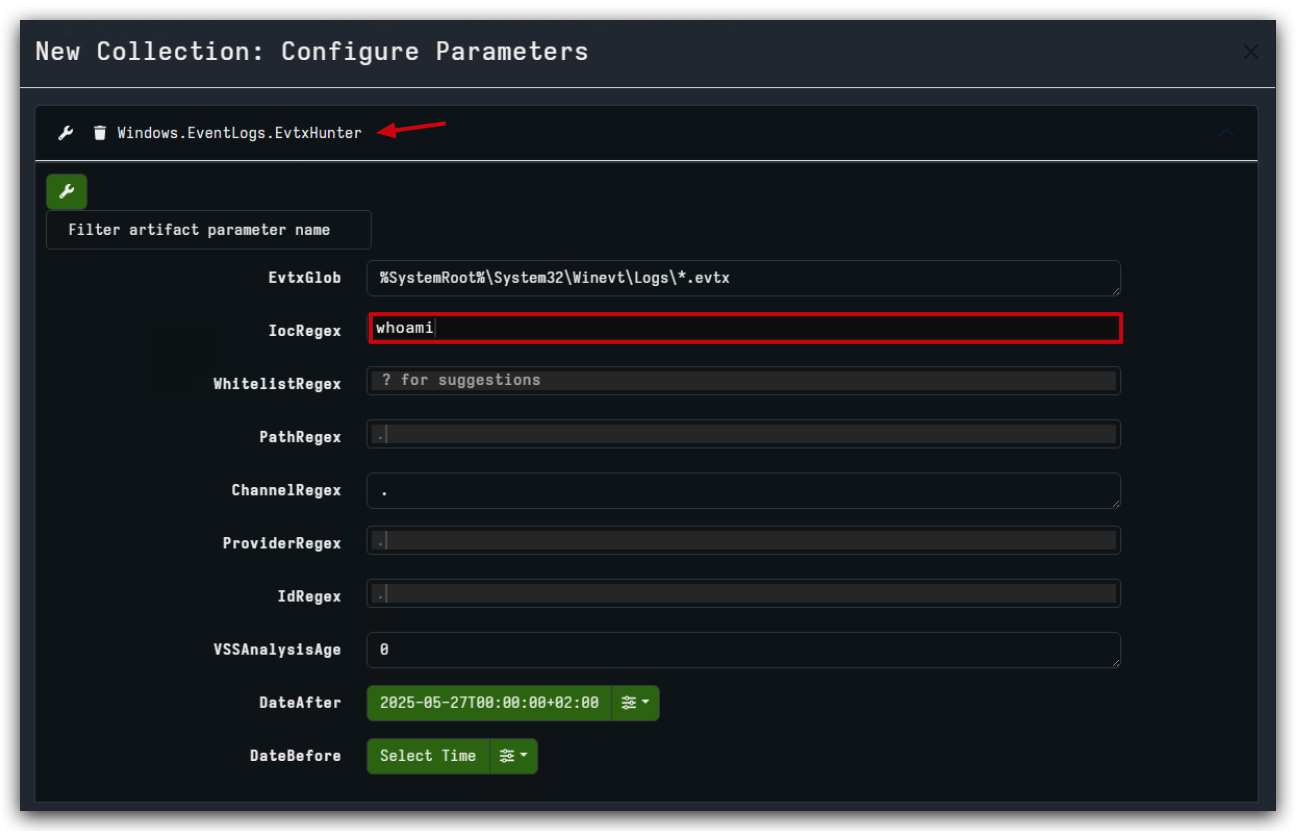 New Collection: Configure Parameters
Windows.EventLogs.EvtxHunter
Filter artifact parameter name
EvtxGlob %SystemRoot%\System32\Winevt\Logs\*.evtx
IocRegex whoami
WhitelistRegex ? for suggestions
PathRegex .
ChannelRegex .
ProviderRegex .
IdRegex .
VSSAnalysisAge 0
DateAfter 2025-05-27T00:00:00+02:00
DateBefore Select Time